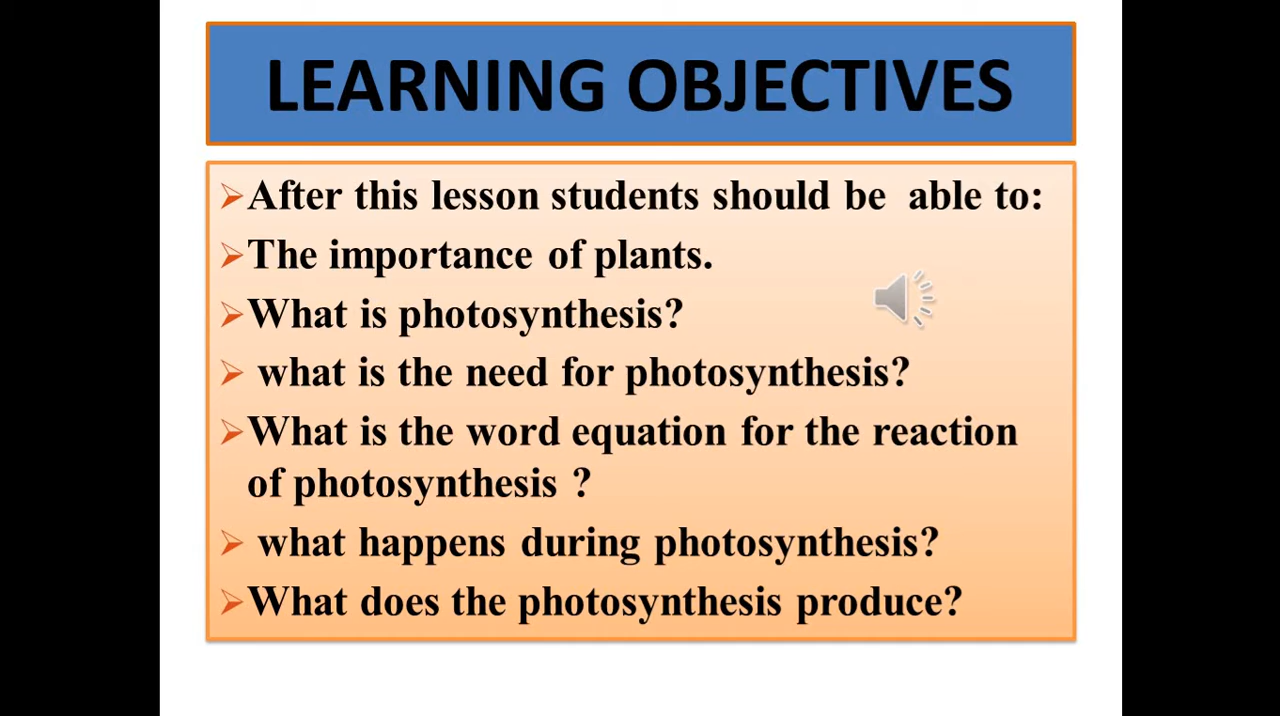 LEARNING OBJECTIVES
After this lesson students should be able to:
The importance of plants.
What is photosynthesis?
what is the need for photosynthesis?
What is the word equation for the reaction
of photosynthesis ?
what happens during photosynthesis?
What does the photosynthesis produce?